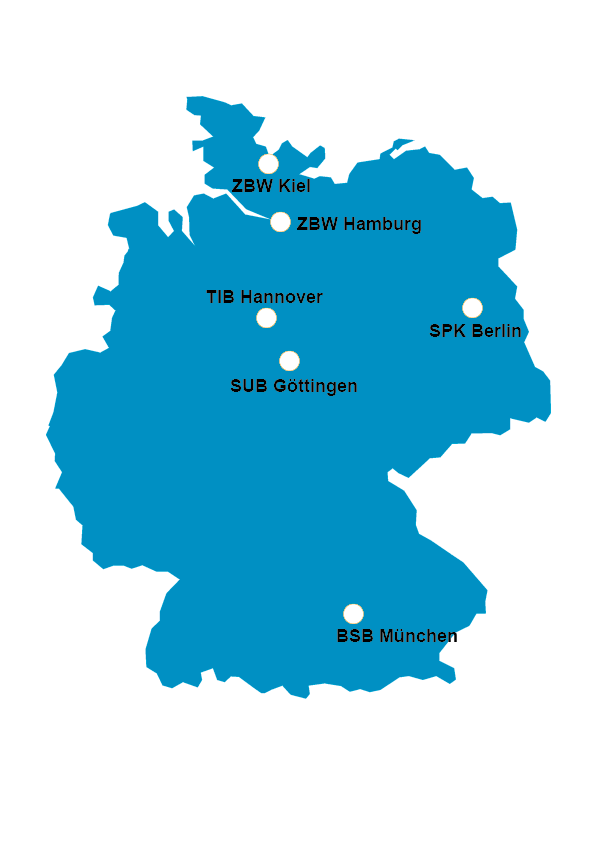 ZBW Kiel
ZBW Hamburg
TIB Hannover
SPK Berlin
SUB Göttingen
BSB München